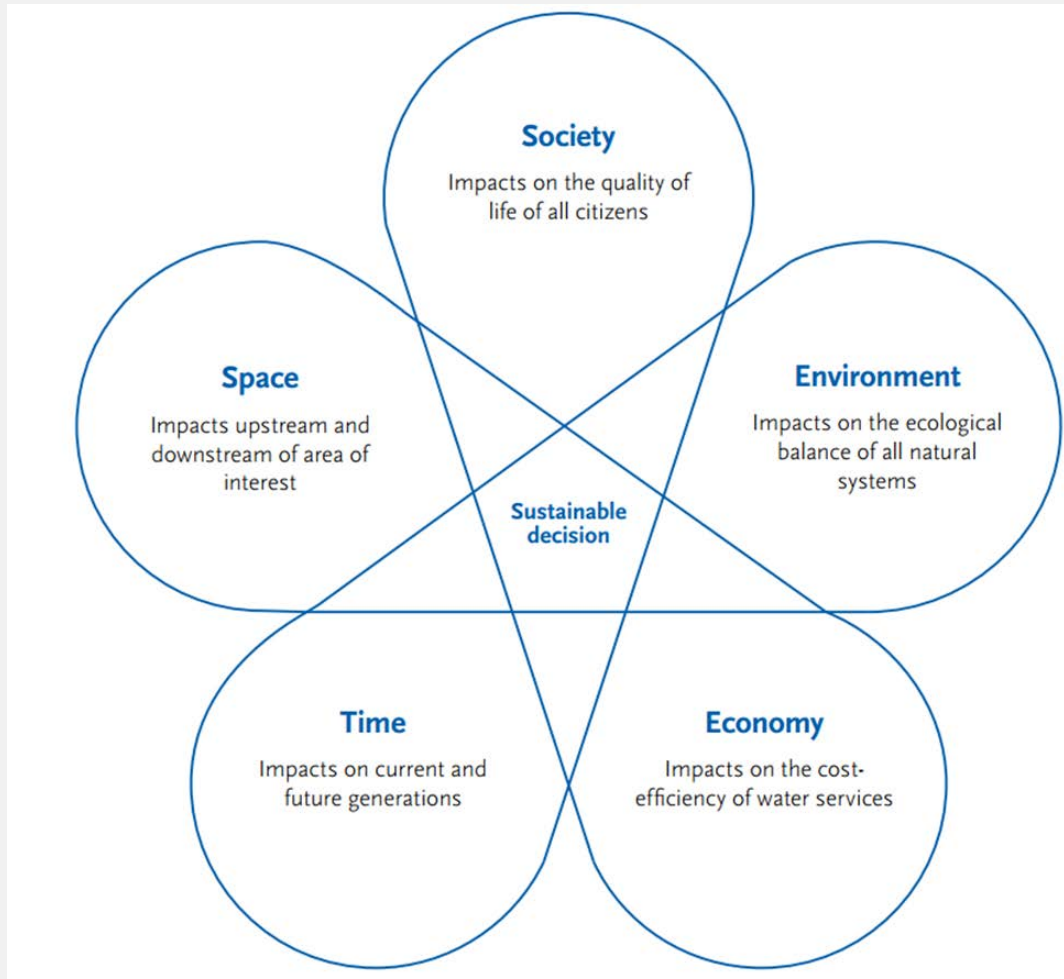 Society
Impacts on the quality of
life of all citizens
Space
Impacts upstream and
downstream of area of
interest
Environment
Impacts on the ecological
balance of all natural
systems
Sustainable
decision
Time
Impacts on current and
future generations
Economy
Impacts on the cost-
efficiency of water services